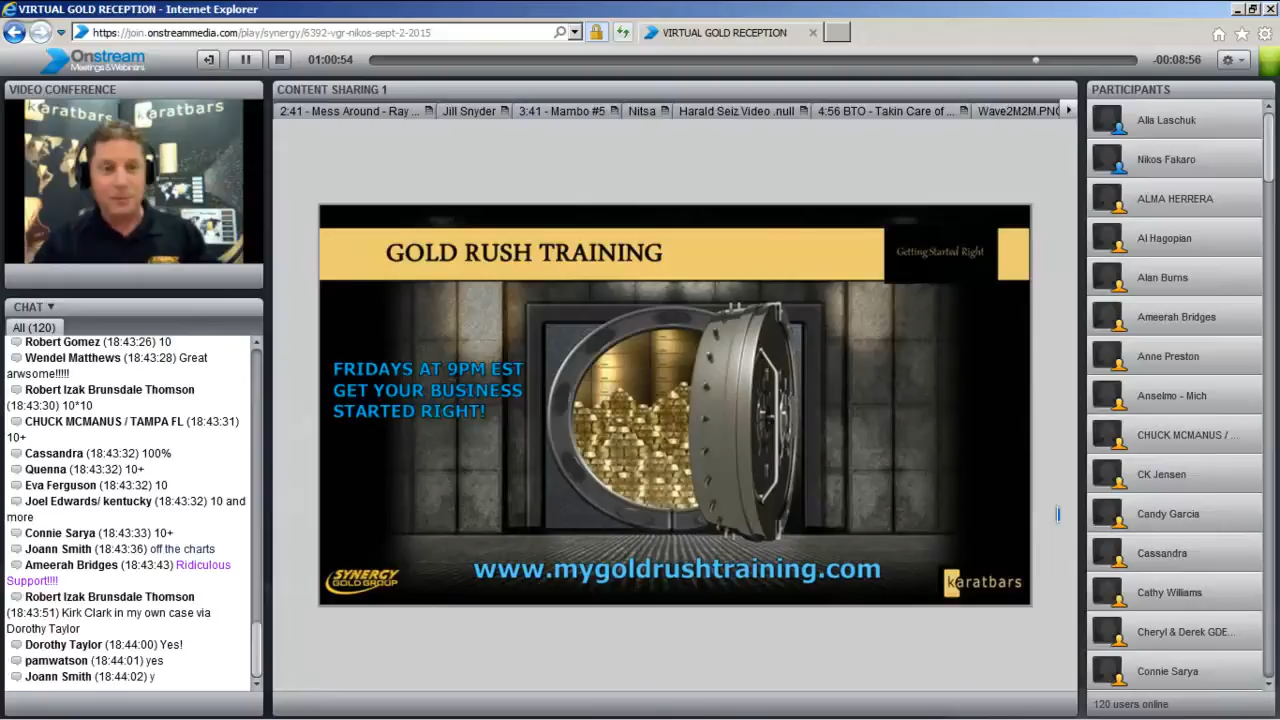 VIRTUAL GOLD RECEPTION - Internet Explorer
https://join.onstreammedia.com/play/synergy/6392-vgr-nikos-sept-2-2015
VIRTUAL GOLD RECEPTION
Onstream
Meetings & Webinars
01:00:54
-00:08:56
VIDEO CONFERENCE
karatbars
karatbars
CHAT
All (120)
Robert Gomez (18:43:26) 10
Wendel Matthews (18:43:28) Great
arwsome!!!!!
Robert Izak Brunsdale Thomson
(18:43:30) 10*10
CHUCK MCMANUS / TAMPA FL (18:43:31)
10+
Cassandra (18:43:32) 100%
Quenna (18:43:32) 10+
Eva Ferguson (18:43:32) 10
Joel Edwards/ kentucky (18:43:32) 10 and
more
Connie Sarya (18:43:33) 10+
Joann Smith (18:43:36) off the charts
Ameerah Bridges (18:43:43) Ridiculous
Support!!!!
Robert Izak Brunsdale Thomson
(18:43:51) Kirk Clark in my own case via
Dorothy Taylor
Dorothy Taylor (18:44:00) Yes!
pamwatson (18:44:01) yes
Joann Smith (18:44:02) y
CONTENT SHARING 1
2:41 - Mess Around - Ray ... Jill Snyder 3:41 - Mambo #5 Nitsa Harald Seiz Video .null 4:56 BTO - Takin Care of ... Wave2M2M.PNG
GOLD RUSH TRAINING
Getting Started Right
FRIDAYS AT 9PM EST
GET YOUR BUSINESS
STARTED RIGHT!
www.mygoldrushtraining.com
SYNERGY
GOLD GROUP
karatbars
PARTICIPANTS
Alla Laschuk
Nikos Fakaro
ALMA HERRERA
Al Hagopian
Alan Burns
Ameerah Bridges
Anne Preston
Anselmo - Mich
CHUCK MCMANUS / ...
CK Jensen
Candy Garcia
Cassandra
Cathy Williams
Cheryl & Derek GDE...
Connie Sarya
120 users online